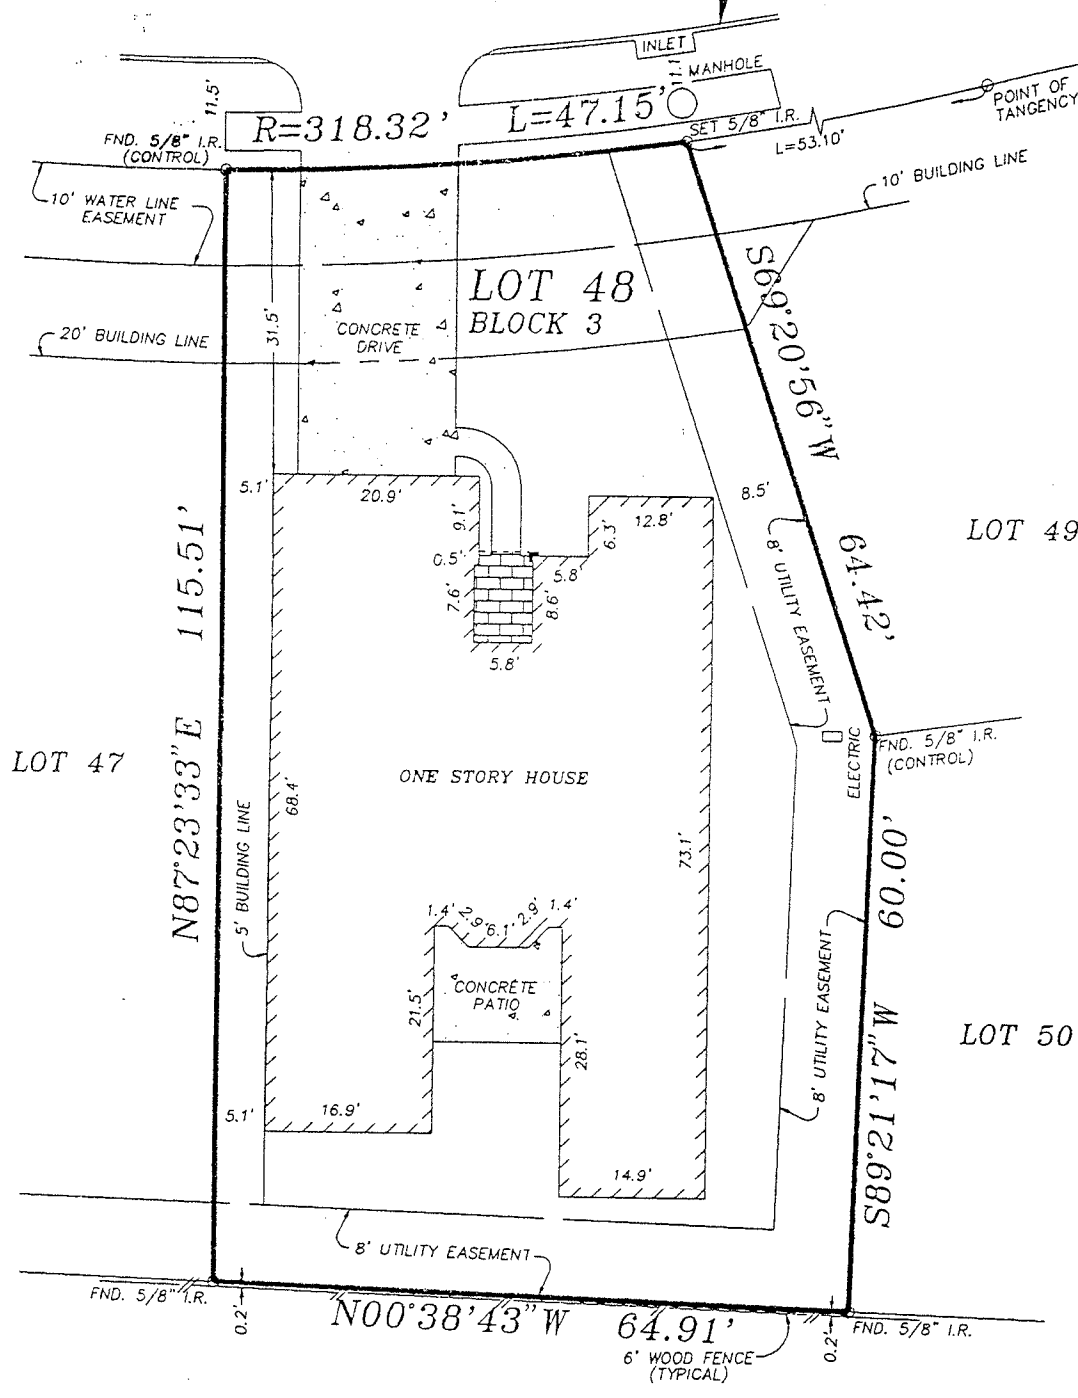 INLET
MANHOLE
11.1'
11.5'
POINT OF
TANGENCY
R=318.32'
L=47.15'
SET 5/8" I.R.
L=53.10'
FND. 5/8" I.R.
(CONTROL)
10' BUILDING LINE
10' WATER LINE
EASEMENT
LOT 48
BLOCK 3
S69°20'56"W
64.42'
31.5'
CONCRETE
DRIVE
20' BUILDING LINE
5.1'
20.9'
9.1'
12.8'
6.3'
8.5'
LOT 49
0.5'
5.8'
7.6'
8.6'
5.8'
8' UTILITY EASEMENT
N87°23'33"E 115.51'
LOT 47
ONE STORY HOUSE
ELECTRIC
FND. 5/8" I.R.
(CONTROL)
68.4'
73.1'
5' BUILDING LINE
1.4'
2.9'
6.1'
2.9'
1.4'
60.00'
S89°21'17"W
8' UTILITY EASEMENT
CONCRETE
PATIO
21.5'
28.1'
LOT 50
5.1'
16.9'
14.9'
8' UTILITY EASEMENT
FND. 5/8" I.R.
0.2'
N00°38'43"W 64.91'
6' WOOD FENCE
(TYPICAL)
0.2'
FND. 5/8" I.R.